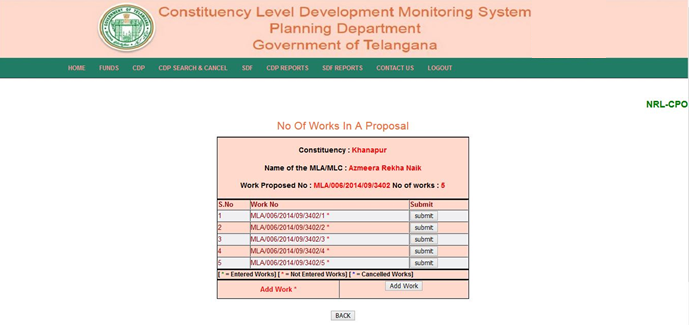 Constituency Level Development Monitoring System
Planning Department
Government of Telangana
HOME FUNDS CDP CDP SEARCH & CANCEL SDF CDP REPORTS SDF REPORTS CONTACT US LOGOUT
NRL-CPO
No Of Works In A Proposal
Constituency : Khanapur
Name of the MLA/MLC : Azmeera Rekha Naik
Work Proposed No : MLA/006/2014/09/3402 No of works : 5
S.No Work No Submit
1 MLA/006/2014/09/3402/1 * submit
2 MLA/006/2014/09/3402/2 * submit
3 MLA/006/2014/09/3402/3 * submit
4 MLA/006/2014/09/3402/4 * submit
5 MLA/006/2014/09/3402/5 * submit
[ * = Entered Works] [ * = Not Entered Works] [ * = Cancelled Works]
Add Work * Add Work
BACK